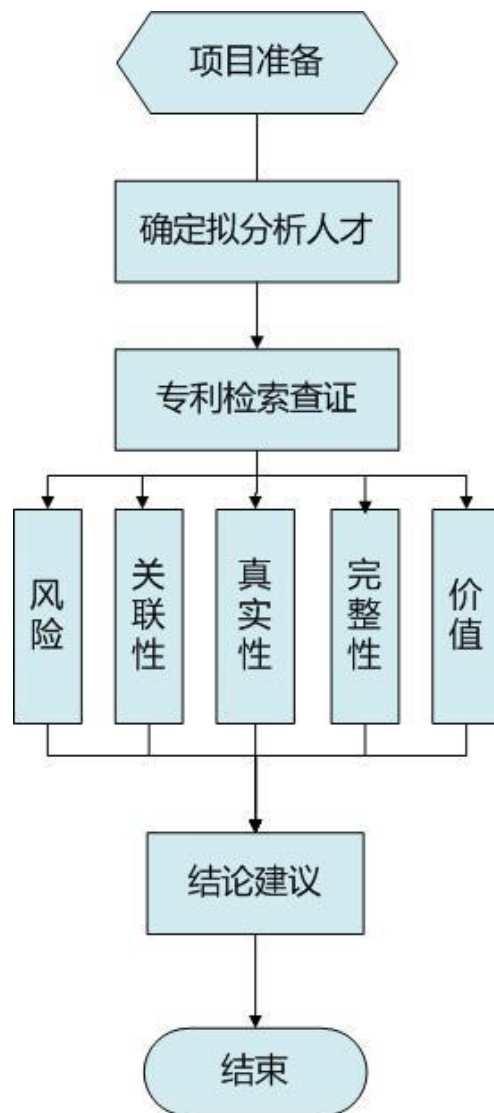 项目准备
确定拟分析人才
专利检索查证
风险
关联性
真实性
完整性
价值
结论建议
结束